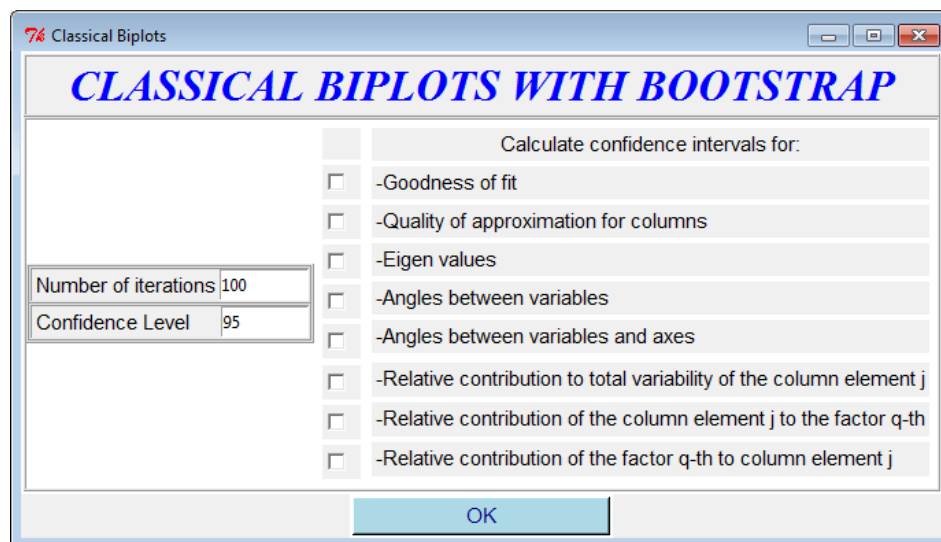 Classical Biplots
CLASSICAL BIPLOTS WITH BOOTSTRAP
Calculate confidence intervals for:
-Goodness of fit
-Quality of approximation for columns
-Eigen values
Number of iterations 100
-Angles between variables
Confidence Level 95
-Angles between variables and axes
-Relative contribution to total variability of the column element j
-Relative contribution of the column element j to the factor q-th
-Relative contribution of the factor q-th to column element j
OK